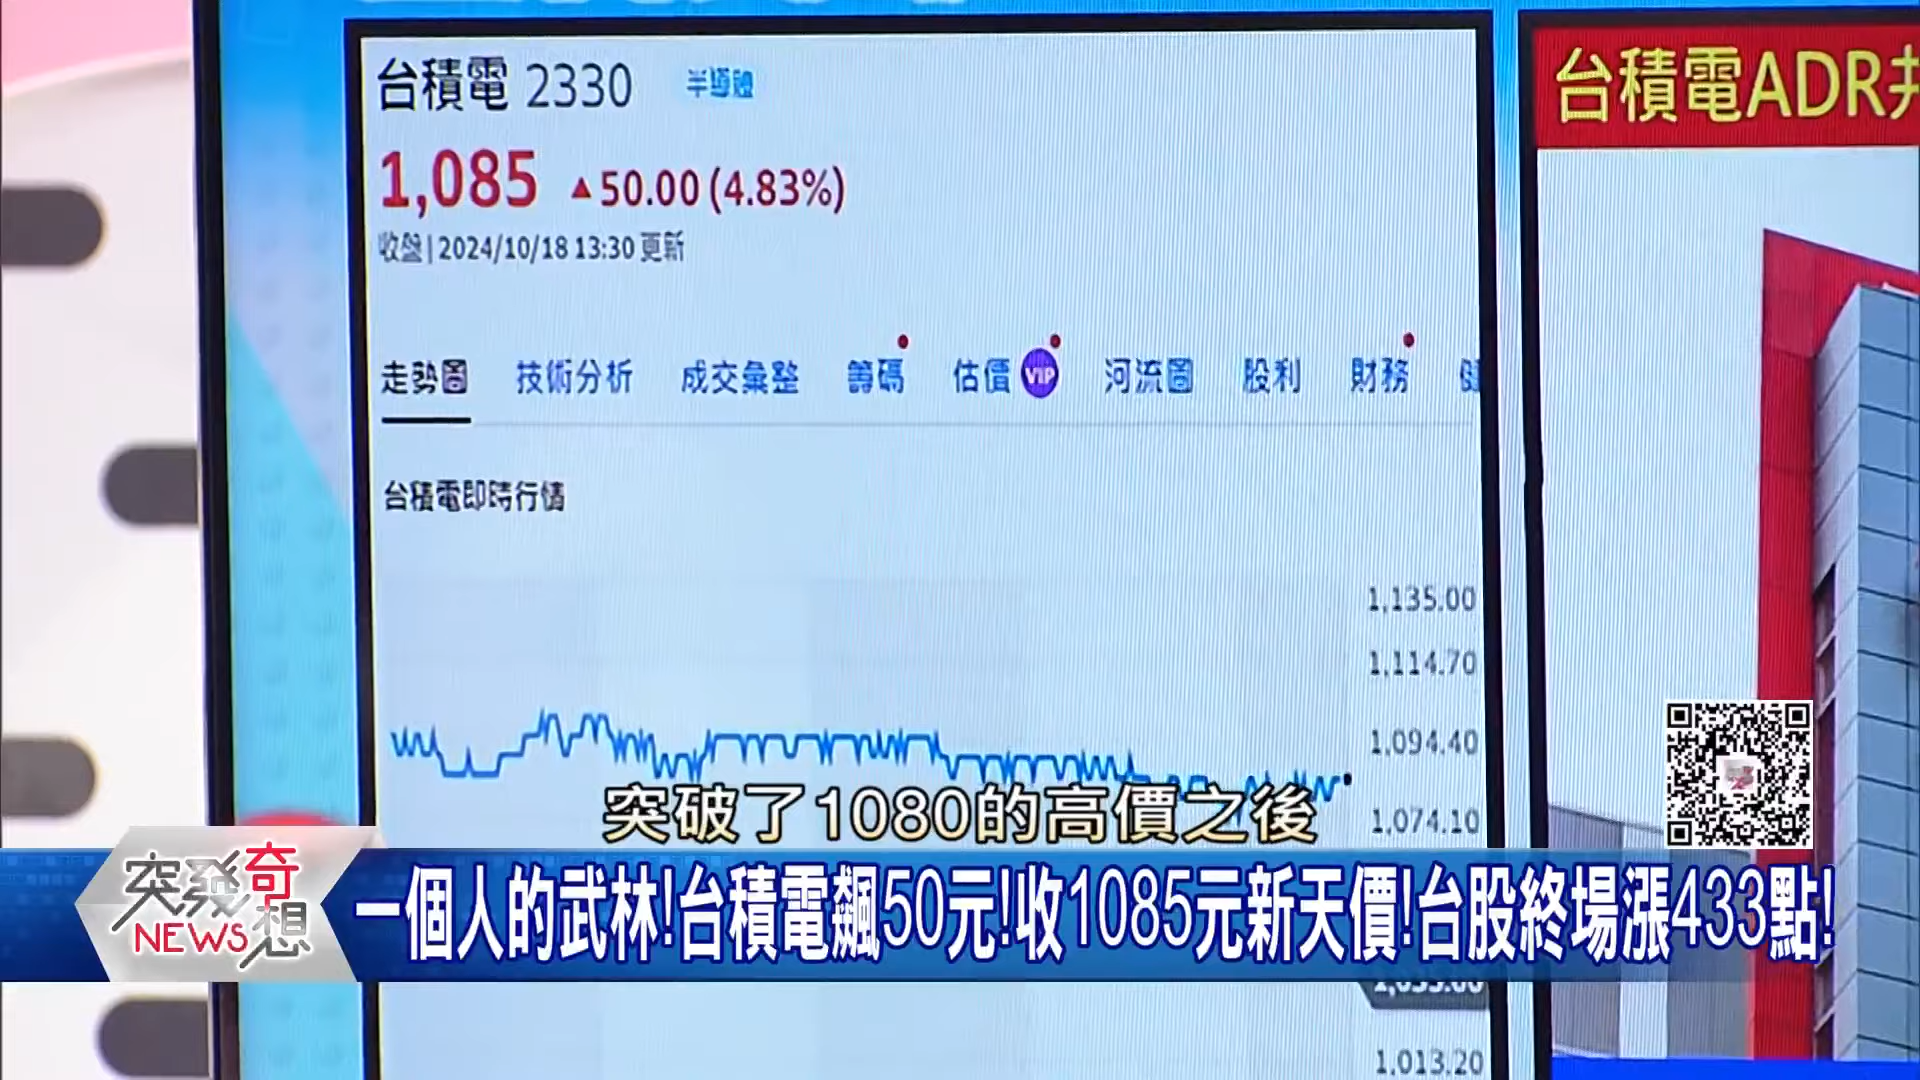 台積電 2330 半導體
1,085 ▲50.00 (4.83%)
收盤 | 2024/10/18 13:30 更新
走勢圖 技術分析 成交彙整 籌碼 估價 VIP 河流圖 股利 財務
台積電即時行情
1,135.00
1,114.70
1,094.40
1,074.10
1,013.20
台積電ADR
突破了1080的高價之後
突發奇想
NEWS
一個人的武林!台積電飆50元!收1085元新天價!台股終場漲433點!